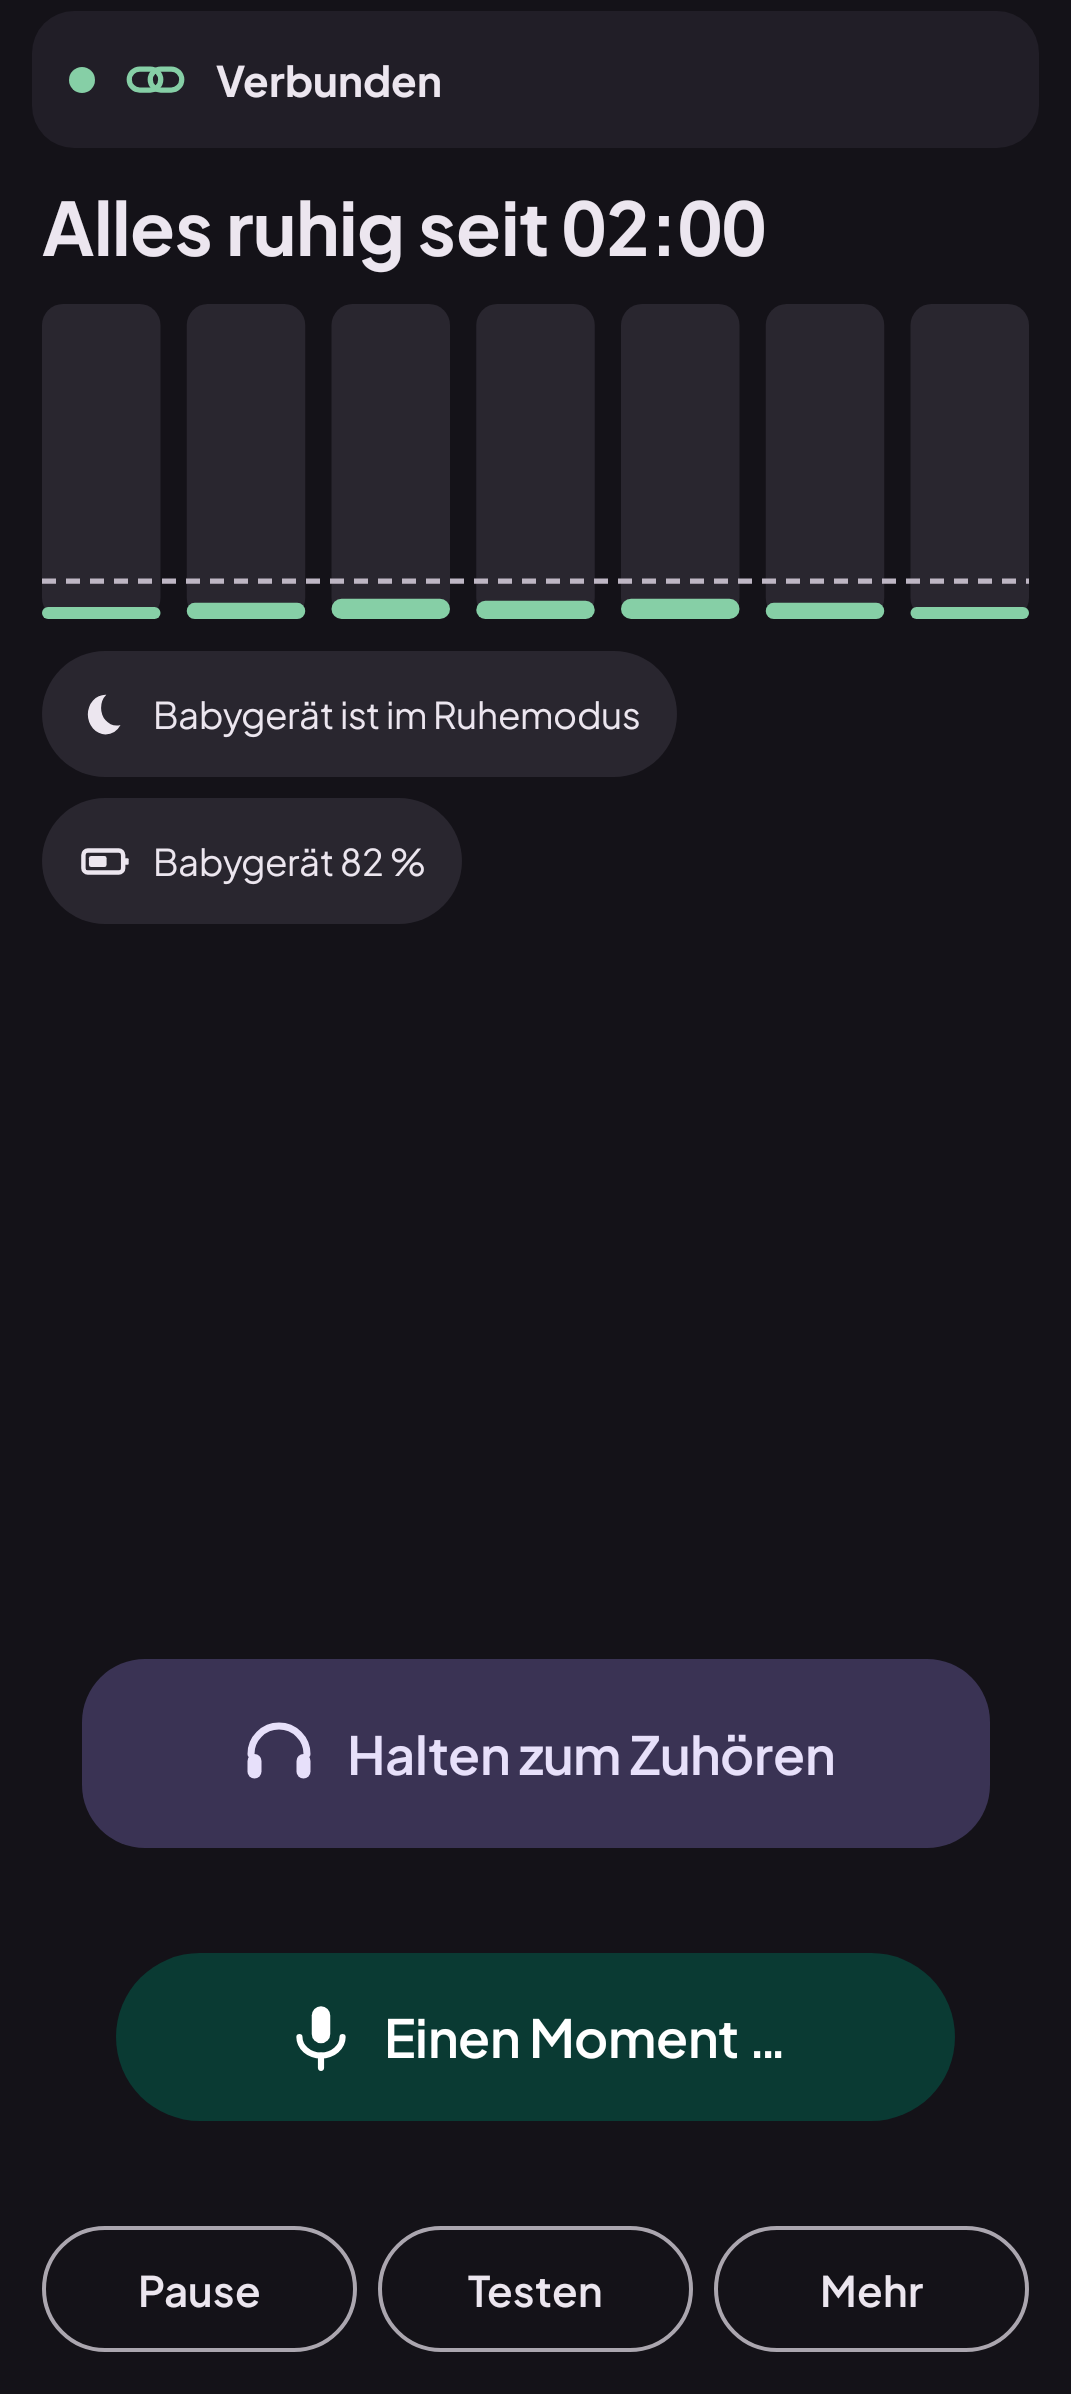 Verbunden
Alles ruhig seit 02:00
Babygerät ist im Ruhemodus
Babygerät 82 %
Halten zum Zuhören
Einen Moment …
Pause
Testen
Mehr